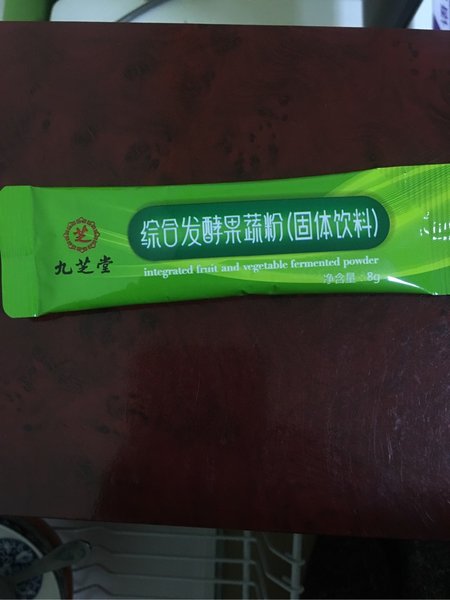 芝
九芝堂
综合发酵果蔬粉(固体饮料)
integrated fruit and vegetable fermented powder
净含量:8g